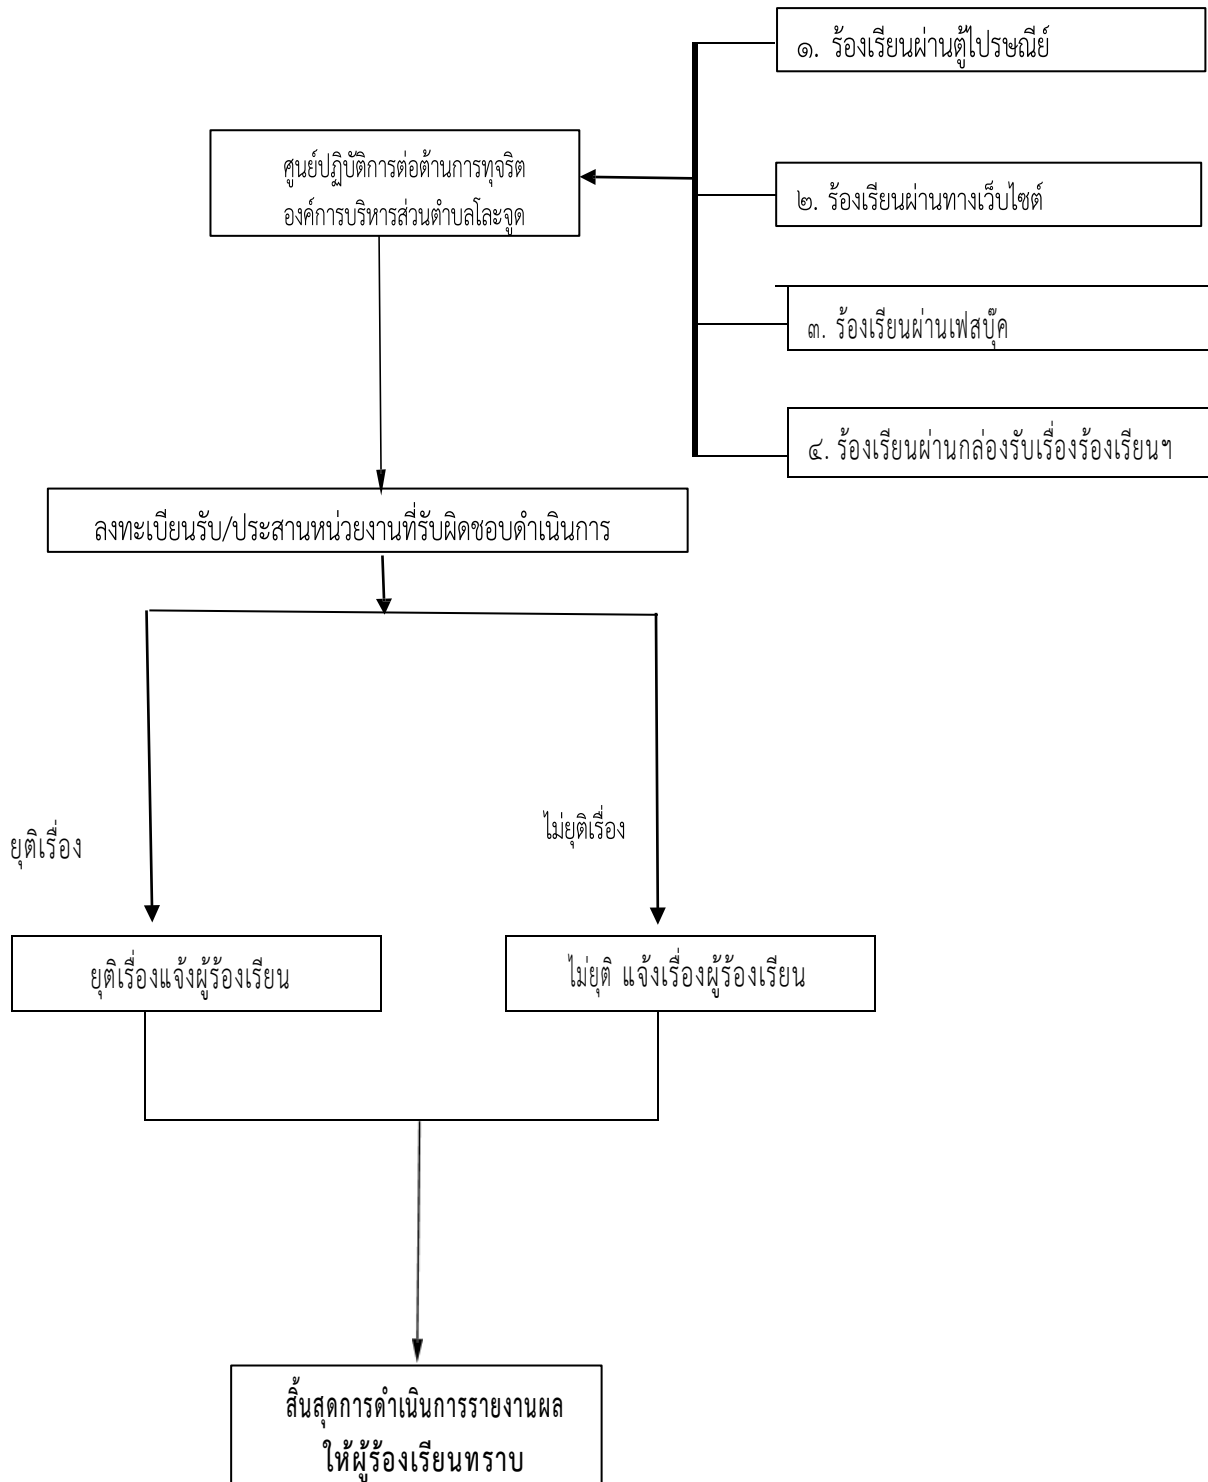 ๑. ร้องเรียนผ่านตู้ไปรษณีย์
ศูนย์ปฏิบัติการต่อต้านการทุจริต
องค์การบริหารส่วนตำบลโละจูด
๒. ร้องเรียนผ่านทางเว็บไซต์
๓. ร้องเรียนผ่านเฟสบุ๊ค
๔. ร้องเรียนผ่านกล่องรับเรื่องร้องเรียนฯ
ลงทะเบียนรับ/ประสานหน่วยงานที่รับผิดชอบดำเนินการ
ยุติเรื่อง
ไม่ยุติเรื่อง
ยุติเรื่องแจ้งผู้ร้องเรียน
ไม่ยุติ แจ้งเรื่องผู้ร้องเรียน
สิ้นสุดการดำเนินการรายงานผล
ให้ผู้ร้องเรียนทราบ